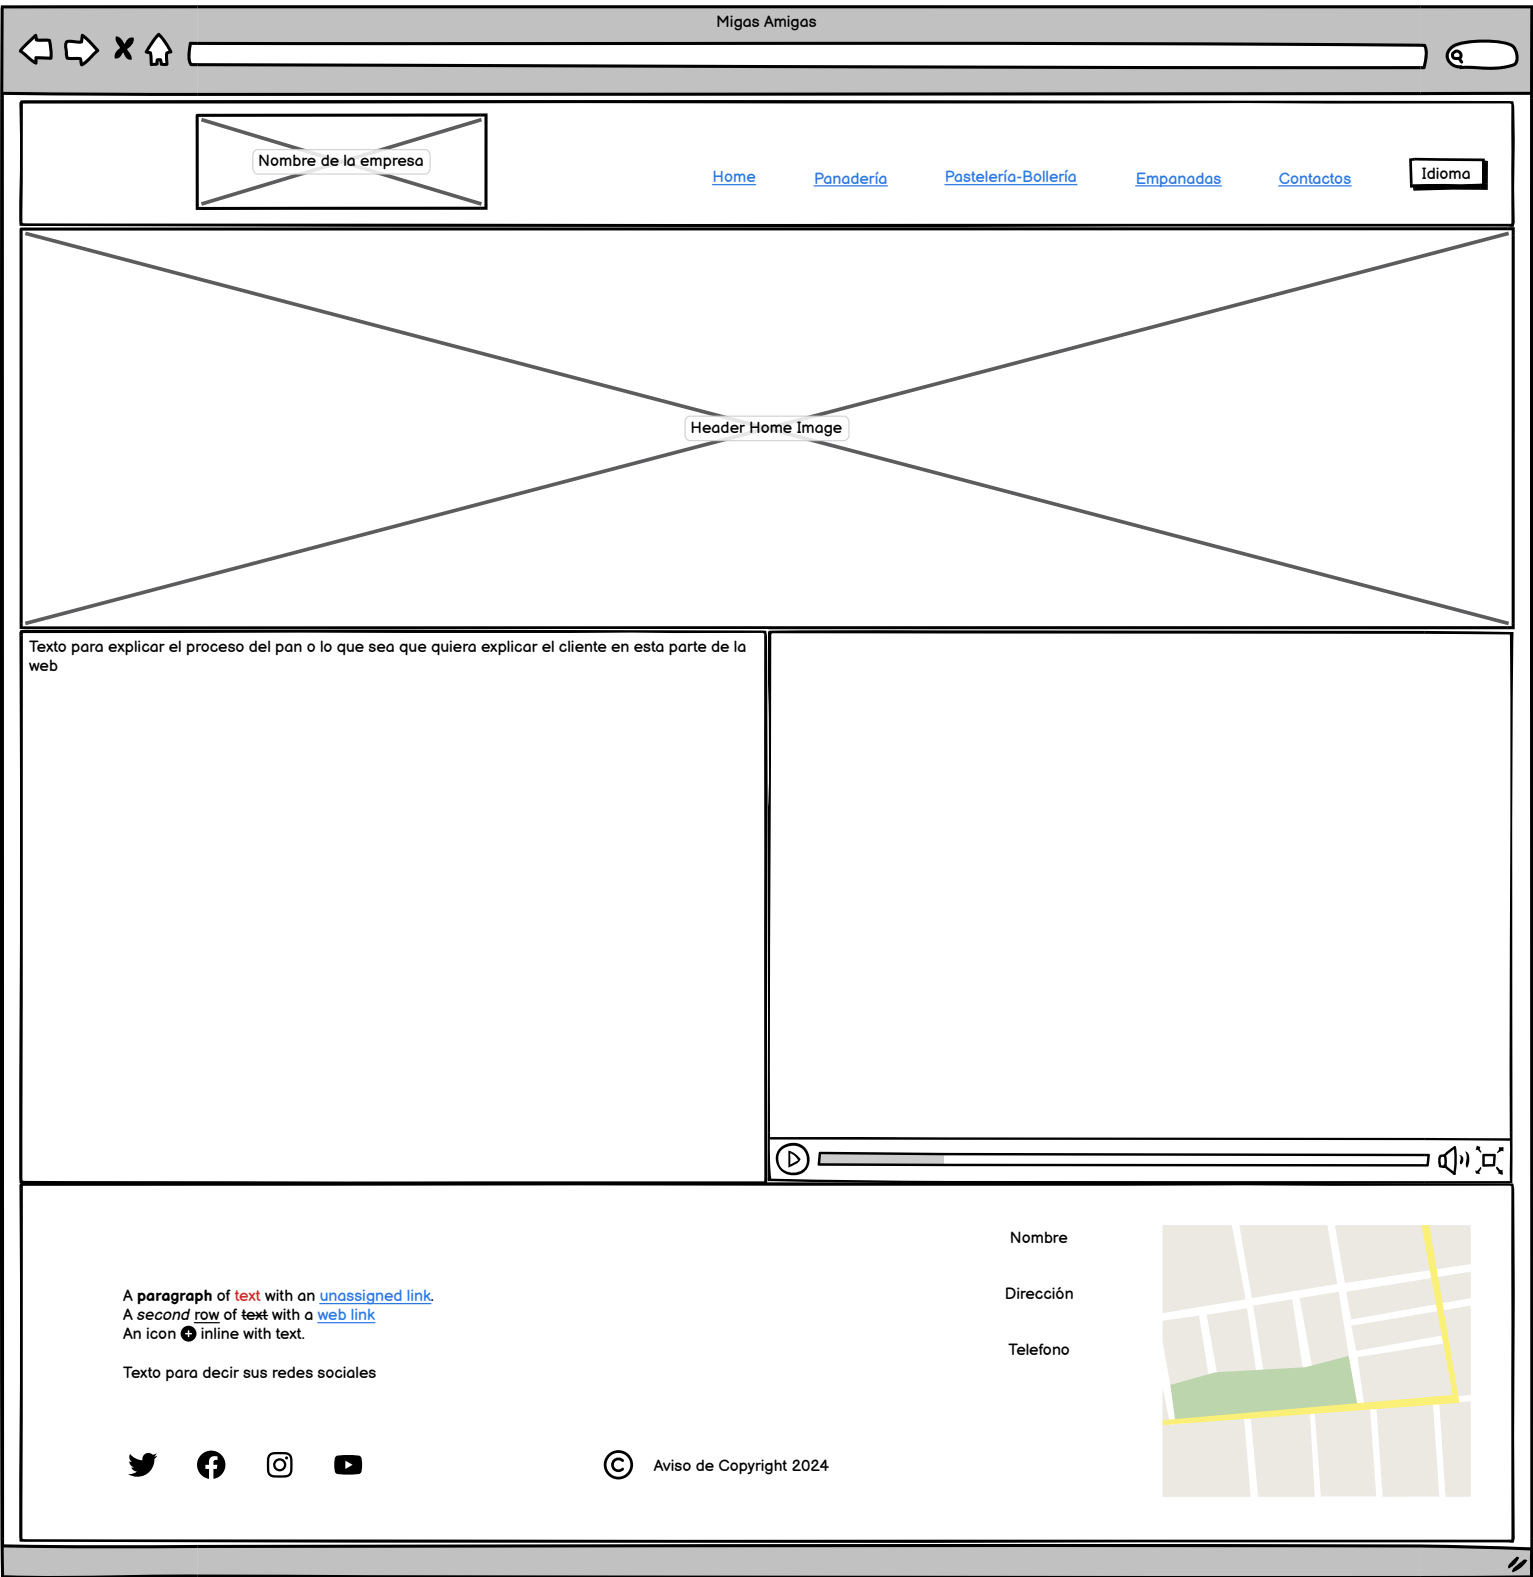 Migas Amigas
Nombre de la empresa
Home Panadería Pastelería-Bollería Empanadas Contactos Idioma
Header Home Image
Texto para explicar el proceso del pan o lo que sea que quiera explicar el cliente en esta parte de la
web
Nombre
Dirección
Telefono
A paragraph of text with an unassigned link.
A second row of text with a web link
An icon inline with text.
Texto para decir sus redes sociales
© Aviso de Copyright 2024